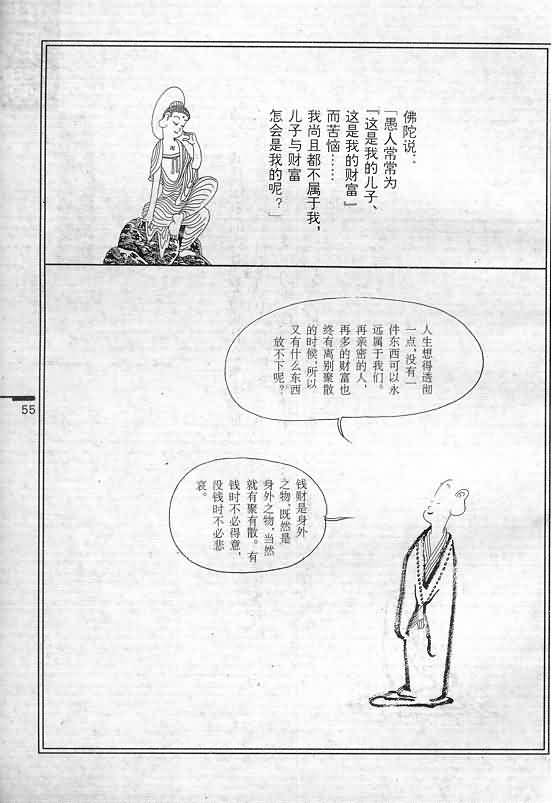 佛陀说：
「愚人常常为
『这是我的儿子、
这是我的财富』
而苦恼……
我尚且都不属于我，
儿子与财富
怎会是我的呢？」
人生想得透彻
一点，没有一
件东西可以永
远属于我们。
再亲密的人，
再多的财富也
终有离别聚散
的时候，所以
又有什么东西
放不下呢？
钱财是身外
之物，既然是
身外之物，当然
就有聚有散。有
钱时不必得意，
没钱时不必悲
哀。
55